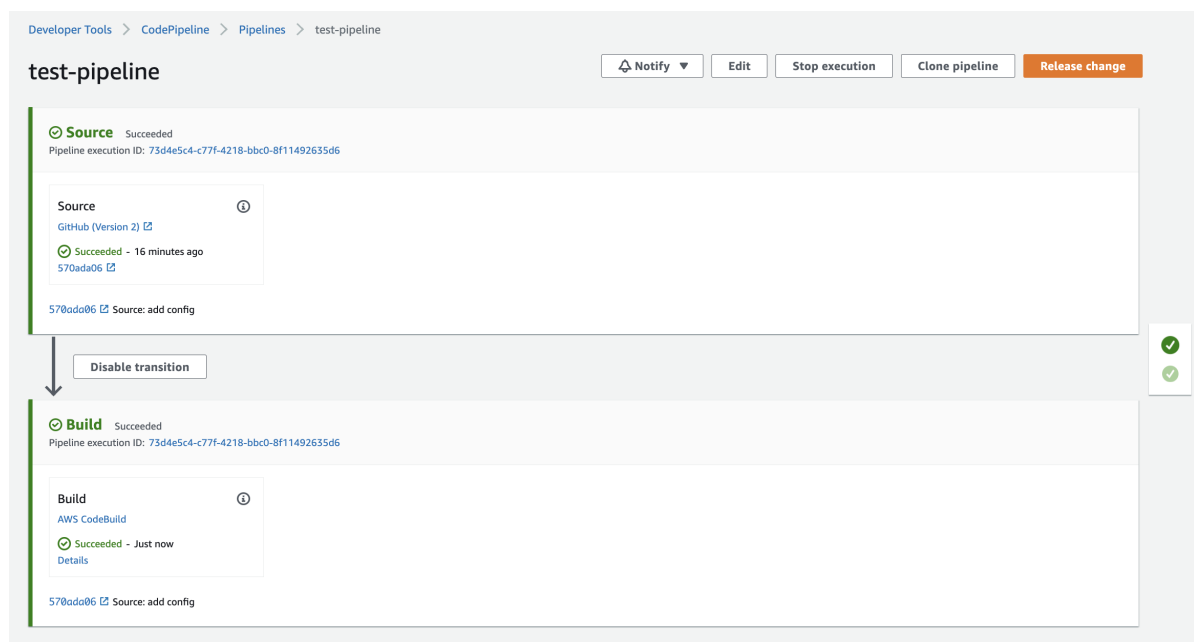 Developer Tools > CodePipeline > Pipelines > test-pipeline
test-pipeline
Notify ▼ Edit Stop execution Clone pipeline Release change
Source Succeeded
Pipeline execution ID: 73d4e5c4-c77f-4218-bbc0-8f11492635d6
Source
GitHub (Version 2)
Succeeded - 16 minutes ago
570ada06
570ada06 Source: add config
Disable transition
Build Succeeded
Pipeline execution ID: 73d4e5c4-c77f-4218-bbc0-8f11492635d6
Build
AWS CodeBuild
Succeeded - Just now
Details
570ada06 Source: add config